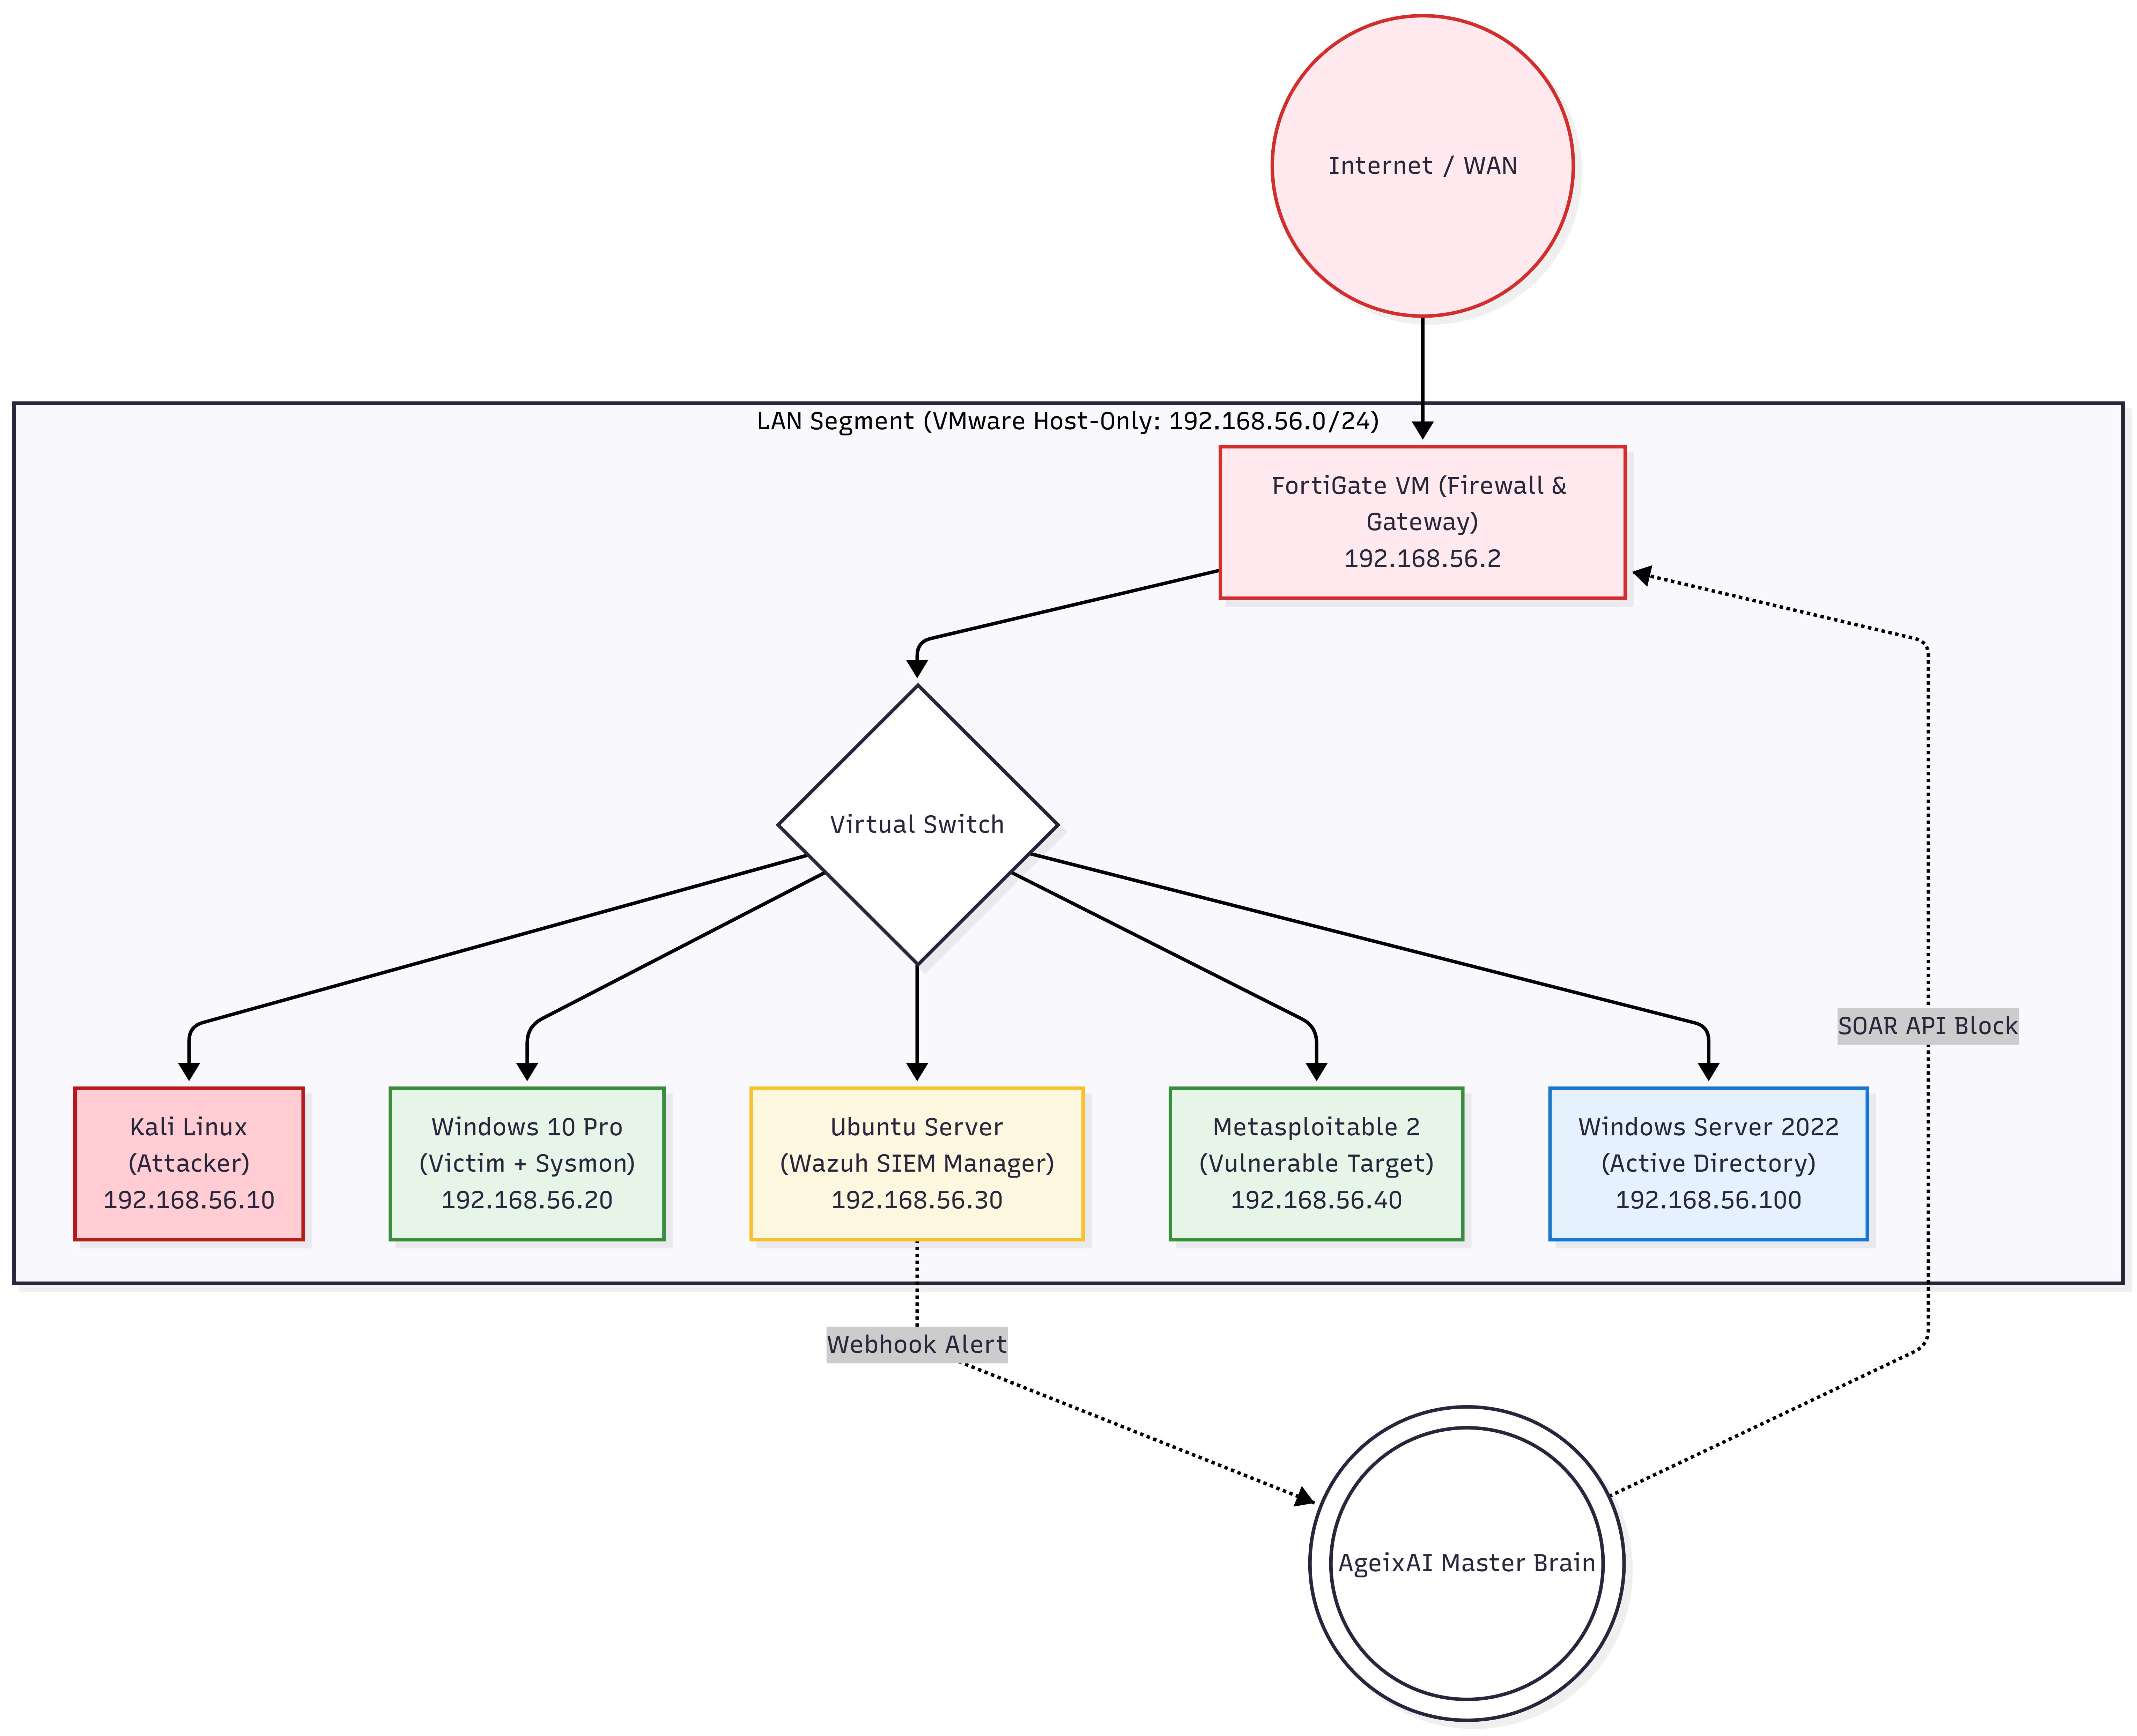 Internet / WAN
LAN Segment (VMware Host-Only: 192.168.56.0/24)
FortiGate VM (Firewall &
Gateway)
192.168.56.2
Virtual Switch
SOAR API Block
Kali Linux
(Attacker)
192.168.56.10
Windows 10 Pro
(Victim + Sysmon)
192.168.56.20
Ubuntu Server
(Wazuh SIEM Manager)
192.168.56.30
Metasploitable 2
(Vulnerable Target)
192.168.56.40
Windows Server 2022
(Active Directory)
192.168.56.100
Webhook Alert
AgeixAI Master Brain